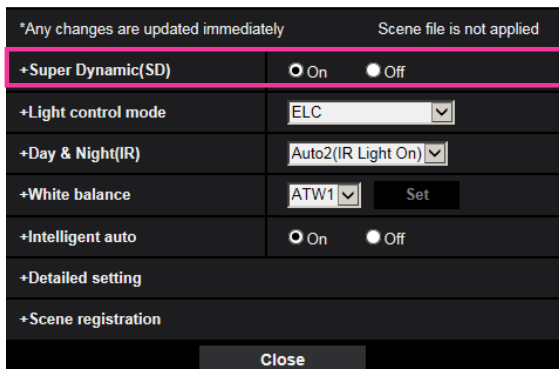 *Any changes are updated immediately Scene file is not applied
+Super Dynamic(SD) On Off
+Light control mode ELC
+Day & Night(IR) Auto2(IR Light On)
+White balance ATW1 Set
+Intelligent auto On Off
+Detailed setting
+Scene registration
Close